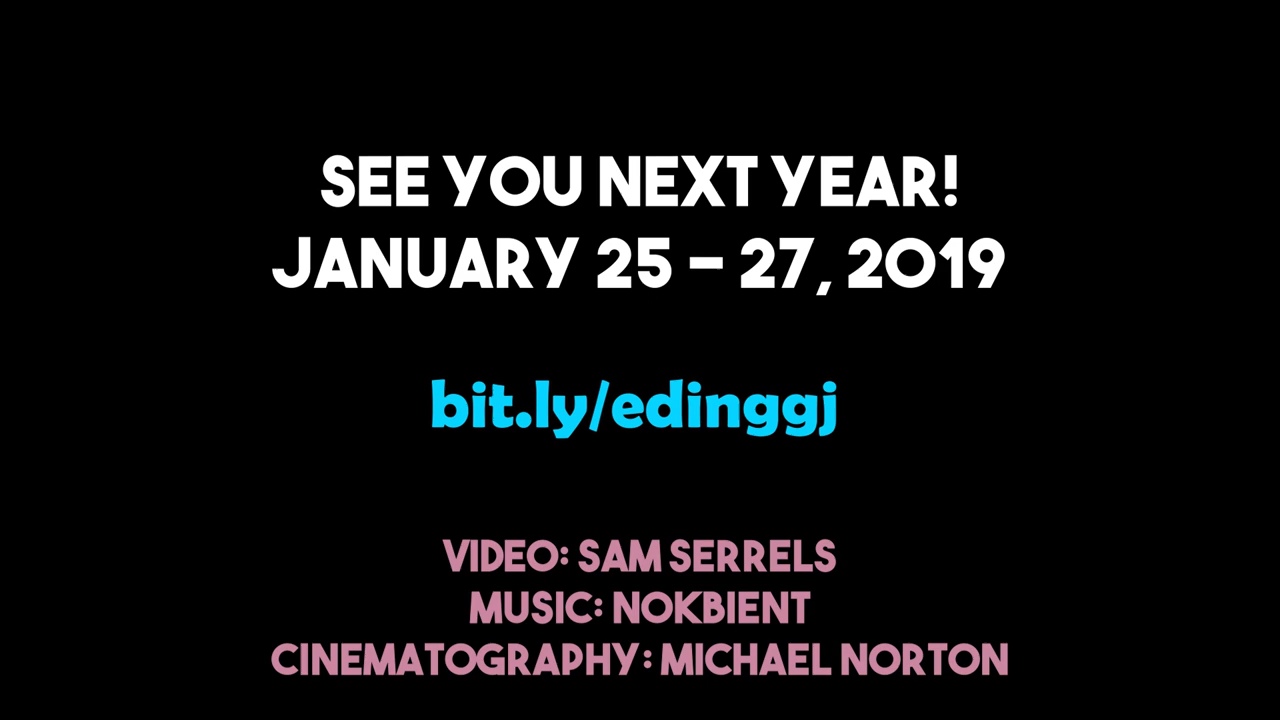 SEE YOU NEXT YEAR!
JANUARY 25 – 27, 2019
bit.ly/edinggj
VIDEO: SAM SERRELS
MUSIC: NOKBIENT
CINEMATOGRAPHY: MICHAEL NORTON